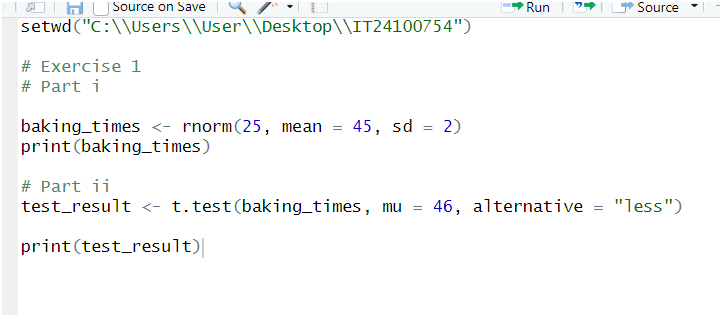 Source on Save
Run
Source
setwd("C:\\Users\\User\\Desktop\\IT24100754")
# Exercise 1
# Part i
baking_times <- rnorm(25, mean = 45, sd = 2)
print(baking_times)
# Part ii
test_result <- t.test(baking_times, mu = 46, alternative = "less")
print(test_result)